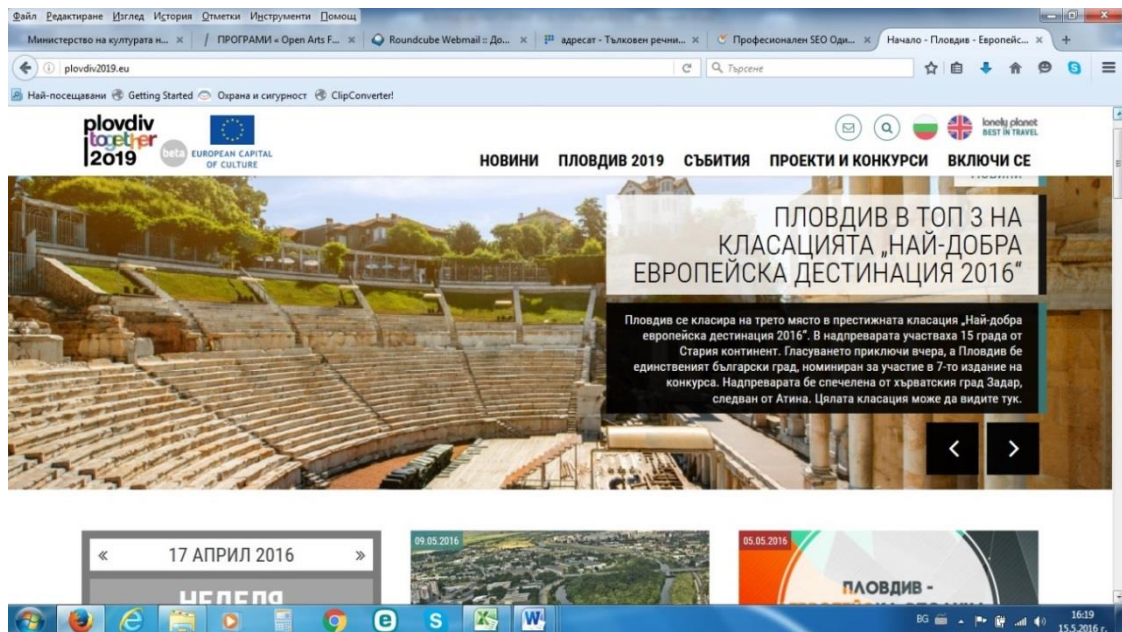 Файл Редактиране Изглед История Отметки Инструменти Помощ
Министерство на културата н...
ПРОГРАМИ « Open Arts F...
Roundcube Webmail :: До...
адресат - Тълковен речни...
Професионален SEO Оди...
Начало - Пловдив - Европейс...
plovdiv2019.eu
Търсене
Най-посещавани Getting Started Охрана и сигурност ClipConverter!
plovdiv
together
2019
beta
EUROPEAN CAPITAL
OF CULTURE
lonely planet
BEST IN TRAVEL
НОВИНИ ПЛОВДИВ 2019 СЪБИТИЯ ПРОЕКТИ И КОНКУРСИ ВКЛЮЧИ СЕ
ПЛОВДИВ В ТОП 3 НА
КЛАСАЦИЯТА „НАЙ-ДОБРА
ЕВРОПЕЙСКА ДЕСТИНАЦИЯ 2016“
Пловдив се класира на трето място в престижната класация „Най-добра
европейска дестинация 2016“. В надпреварата участваха 15 града от
Стария континент. Гласуването приключи вчера, а Пловдив бе
единственият български град, номиниран за участие в 7-то издание на
конкурса. Надпреварата бе спечелена от хърватския град Задар,
следван от Атина. Цялата класация може да видите тук.
« 17 АПРИЛ 2016 »
НЕДЕЛЯ
09.05.2016
05.05.2016
ПЛОВДИВ -
BG
16:19
15.5.2016 г.